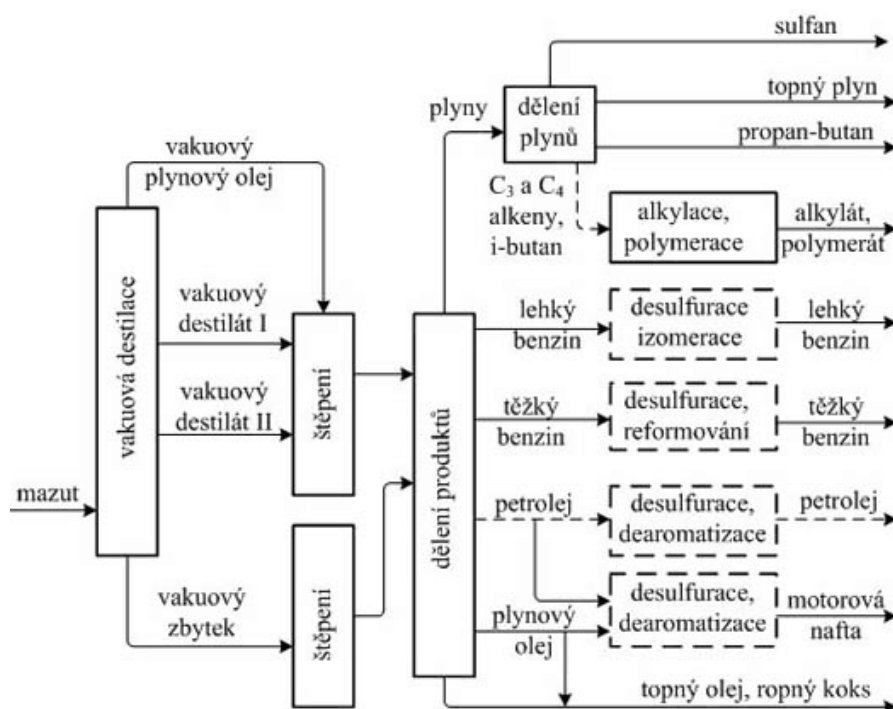 sulfan
plyny
dělení
plynů
topný plyn
propan-butan
vakuový
plynový olej
C₃ a C₄
alkeny,
i-butan
alkylace,
polymerace
alkylát,
polymerát
vakuová destilace
vakuový
destilát I
vakuový
destilát II
štěpení
dělení produktů
lehký
benzin
desulfurace
izomerace
lehký
benzin
těžký
benzin
desulfurace,
reformování
těžký
benzin
mazut
petrolej
desulfurace,
dearomatizace
petrolej
vakuový
zbytek
štěpení
plynový
olej
desulfurace,
dearomatizace
motorová
nafta
topný olej, ropný koks